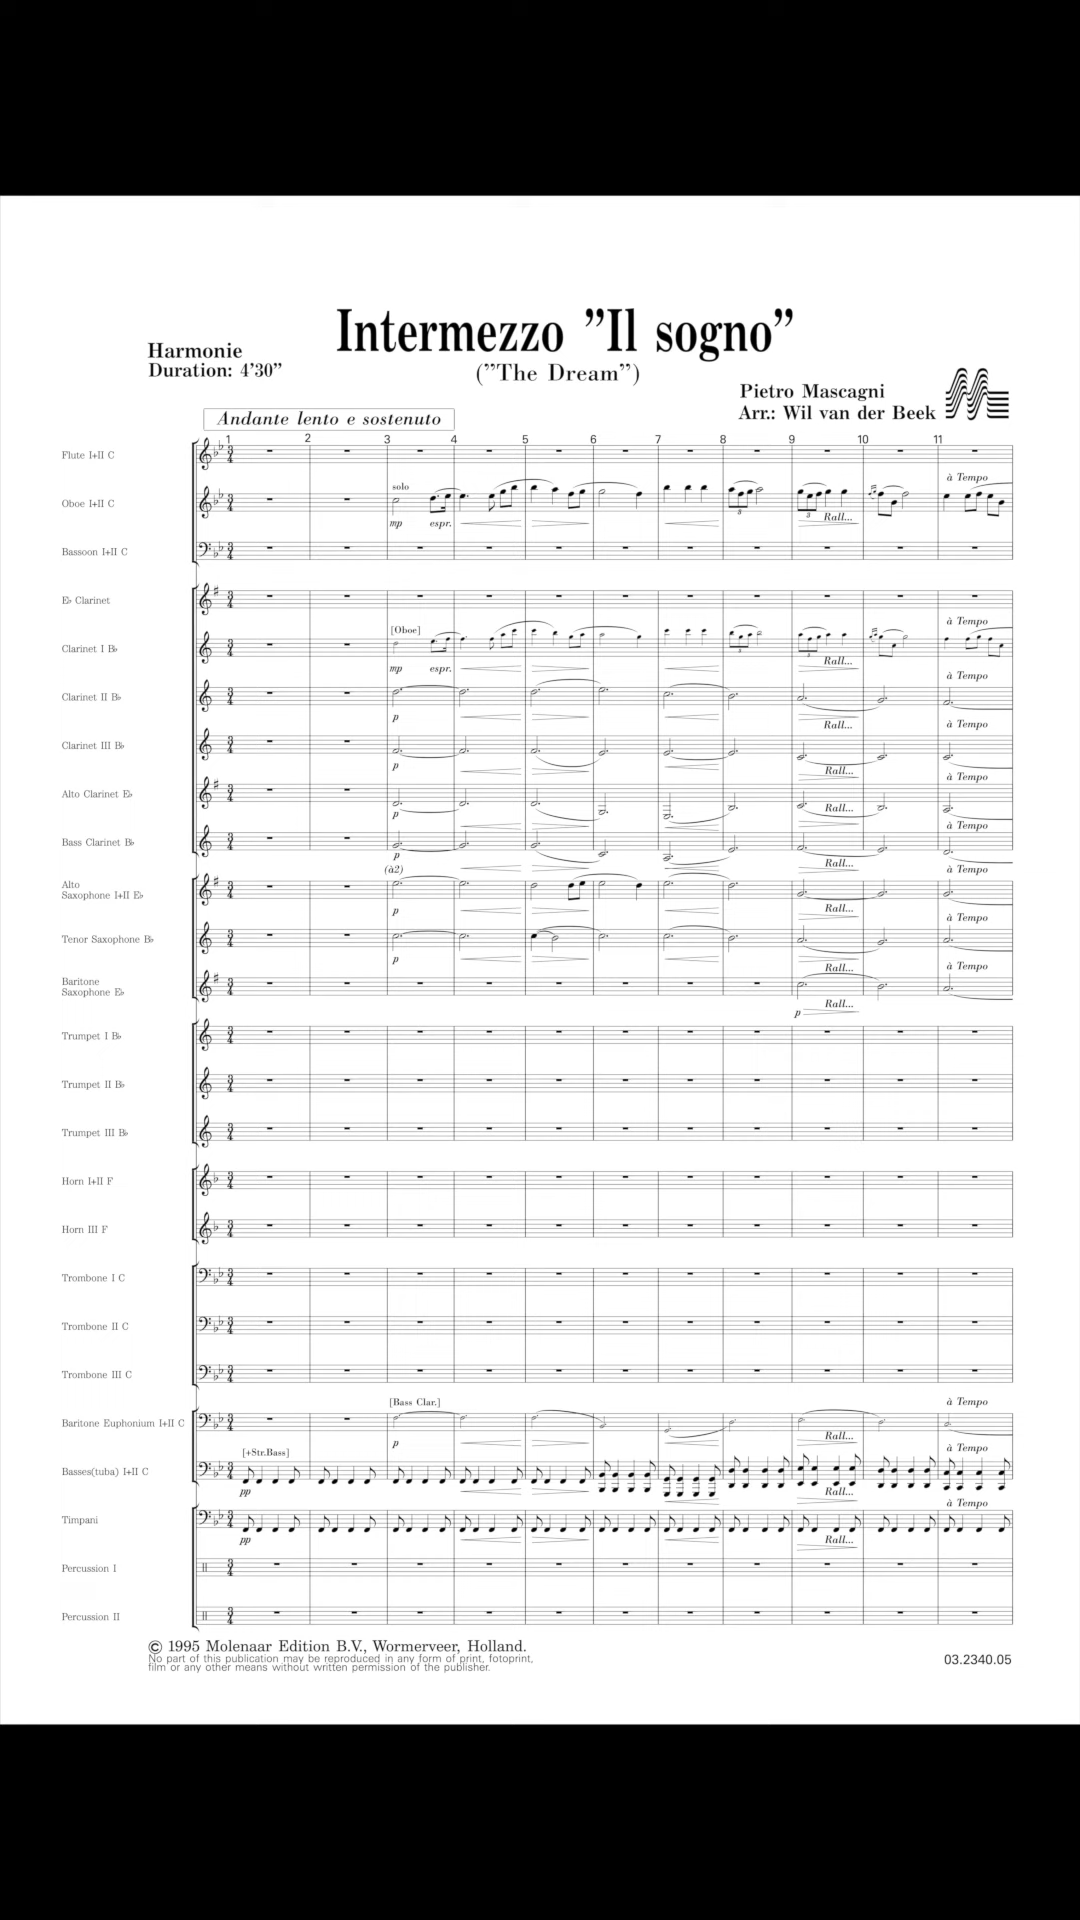 Intermezzo "Il sogno"
("The Dream")
Harmonie
Duration: 4'30"
Pietro Mascagni
Arr.: Wil van der Beek
Andante lento e sostenuto
1 2 3 4 5 6 7 8 9 10 11
Flute I+II C
à Tempo
solo
Oboe I+II C
3 3
mp espr. Rall...
Bassoon I+II C
E♭ Clarinet
à Tempo
[Oboe]
Clarinet I B♭
3 3
mp espr. Rall...
à Tempo
Clarinet II B♭
p Rall...
à Tempo
Clarinet III B♭
p Rall...
à Tempo
Alto Clarinet E♭
p Rall...
à Tempo
Bass Clarinet B♭
p Rall...
(à2) à Tempo
Alto
Saxophone I+II E♭
p Rall...
à Tempo
Tenor Saxophone B♭
p Rall...
à Tempo
Baritone
Saxophone E♭
p Rall...
Trumpet I B♭
Trumpet II B♭
Trumpet III B♭
Horn I+II F
Horn III F
Trombone I C
Trombone II C
Trombone III C
[Bass Clar.] à Tempo
Baritone Euphonium I+II C
p Rall...
[+Str.Bass] à Tempo
Basses(tuba) I+II C
pp Rall...
à Tempo
Timpani
pp Rall...
Percussion I
Percussion II
© 1995 Molenaar Edition B.V., Wormerveer, Holland.
No part of this publication may be reproduced in any form of print, fotoprint,
film or any other means without written permission of the publisher.
03.2340.05